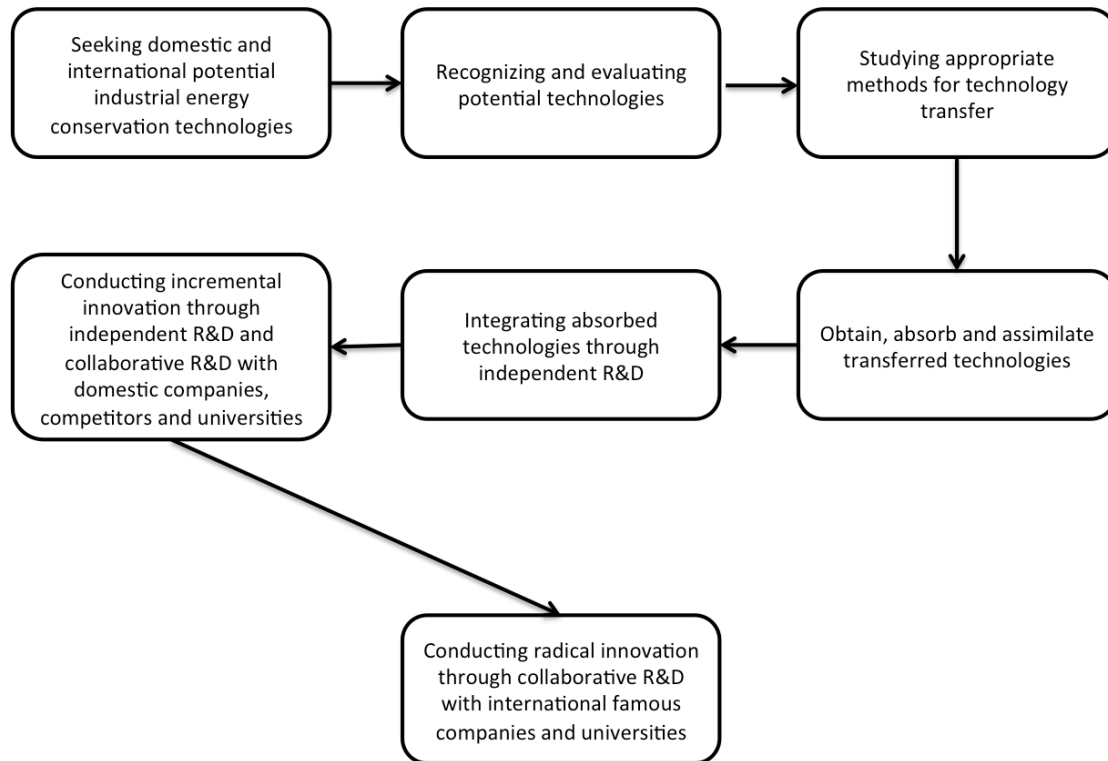 Seeking domestic and
international potential
industrial energy
conservation technologies
Recognizing and evaluating
potential technologies
Studying appropriate
methods for technology
transfer
Obtain, absorb and assimilate
transferred technologies
Integrating absorbed
technologies through
independent R&D
Conducting incremental
innovation through
independent R&D and
collaborative R&D with
domestic companies,
competitors and universities
Conducting radical innovation
through collaborative R&D
with international famous
companies and universities